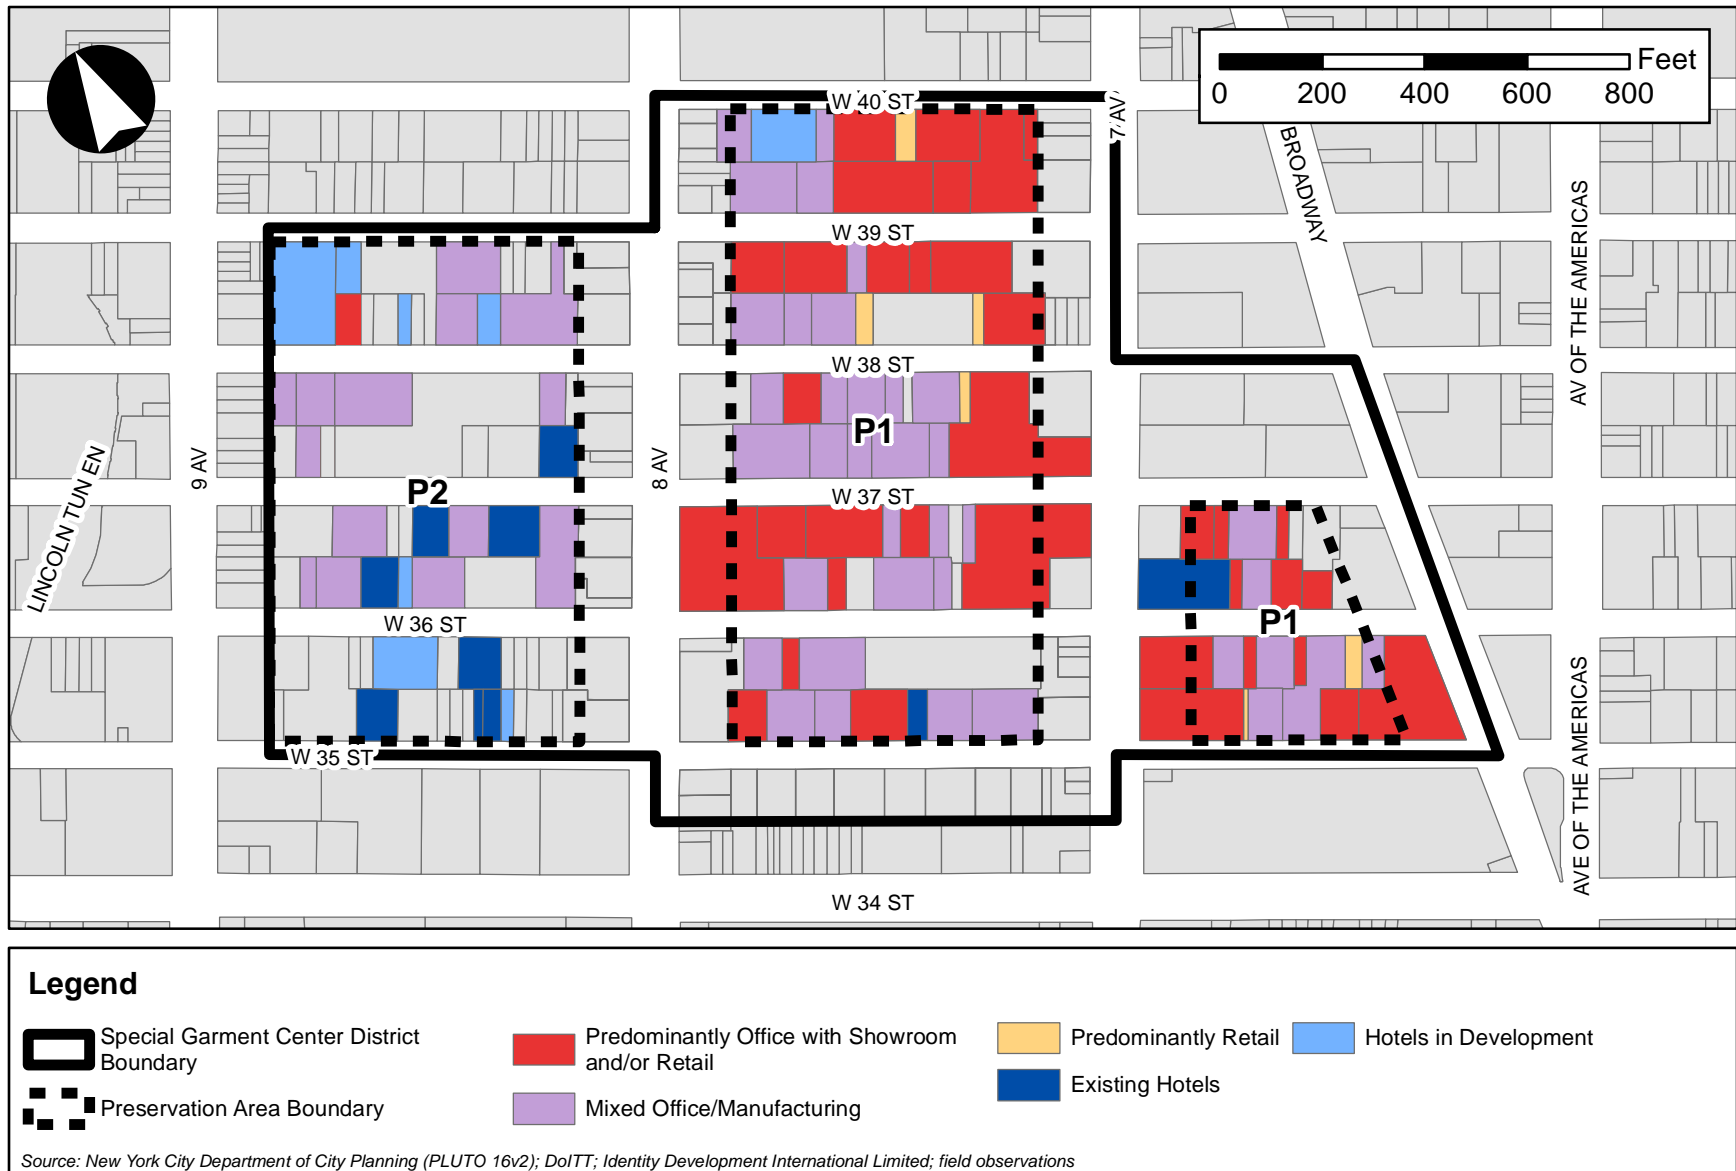 W 40 ST
7 AV
Feet
0 200 400 600 800
BROADWAY
AV OF THE AMERICAS
W 39 ST
W 38 ST
P1
LINCOLN TUN EN
9 AV
P2
8 AV
W 37 ST
W 36 ST
P1
W 35 ST
AVE OF THE AMERICAS
W 34 ST
Legend
Special Garment Center District
Boundary
Preservation Area Boundary
Predominantly Office with Showroom
and/or Retail
Mixed Office/Manufacturing
Predominantly Retail
Existing Hotels
Hotels in Development
Source: New York City Department of City Planning (PLUTO 16v2); DoITT; Identity Development International Limited; field observations